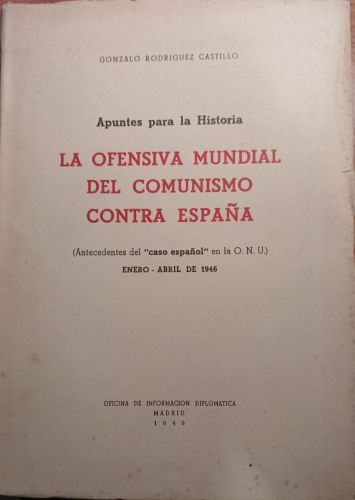 GONZALO RODRIGUEZ CASTILLO
Apuntes para la Historia
LA OFENSIVA MUNDIAL
DEL COMUNISMO
CONTRA ESPAÑA
(Antecedentes del "caso español" en la O. N. U.)
ENERO - ABRIL DE 1946
OFICINA DE INFORMACION DIPLOMATICA
MADRID